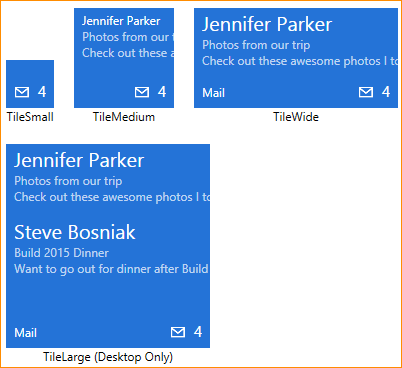 4
TileSmall
Jennifer Parker
Photos from our t
Check out these a
4
TileMedium
Jennifer Parker
Photos from our trip
Check out these awesome photos I to
Mail 4
TileWide
Jennifer Parker
Photos from our trip
Check out these awesome photos I to
Steve Bosniak
Build 2015 Dinner
Want to go out for dinner after Build
Mail 4
TileLarge (Desktop Only)